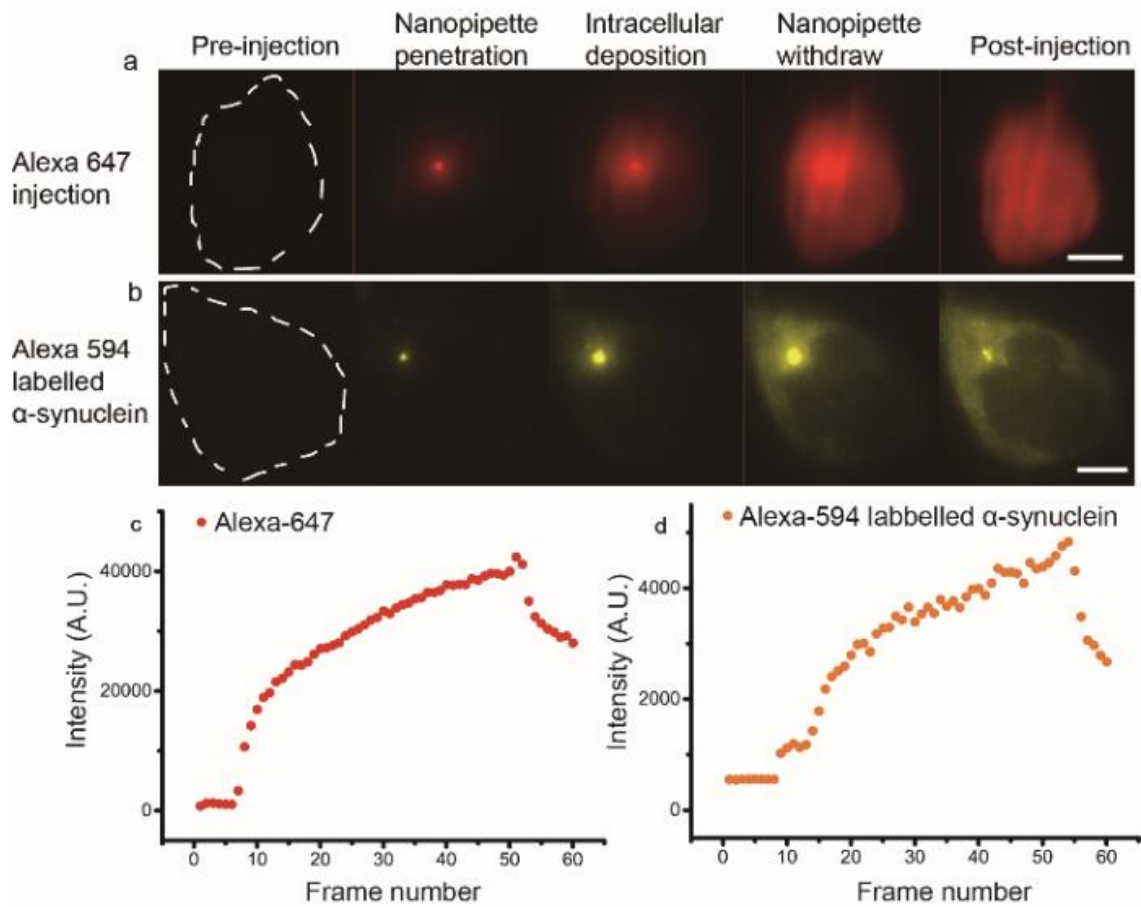 a
Pre-injection
Nanopipette
penetration
Intracellular
deposition
Nanopipette
withdraw
Post-injection
Alexa 647
injection
b
Alexa 594
labelled
α-synuclein
c
Alexa-647
Intensity (A.U.)
40000
20000
0
0 10 20 30 40 50 60
Frame number
d
Alexa-594 labbelled α-synuclein
Intensity (A.U.)
4000
2000
0
0 10 20 30 40 50 60
Frame number